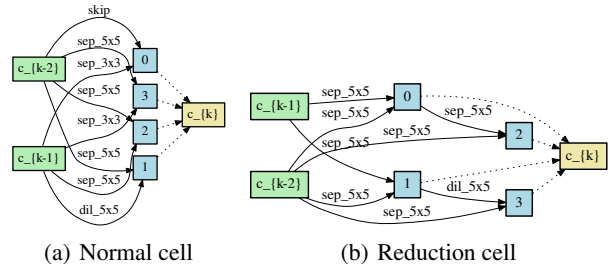 skip
sep_5x5
sep_3x3
sep_5x5
sep_3x3
sep_5x5
sep_5x5
dil_5x5
c_{k-2}
c_{k-1}
0
3
2
1
c_{k}
(a) Normal cell
c_{k-1}
c_{k-2}
sep_5x5
sep_5x5
sep_5x5
sep_5x5
sep_5x5
sep_5x5
dil_5x5
0
2
1
3
c_{k}
(b) Reduction cell